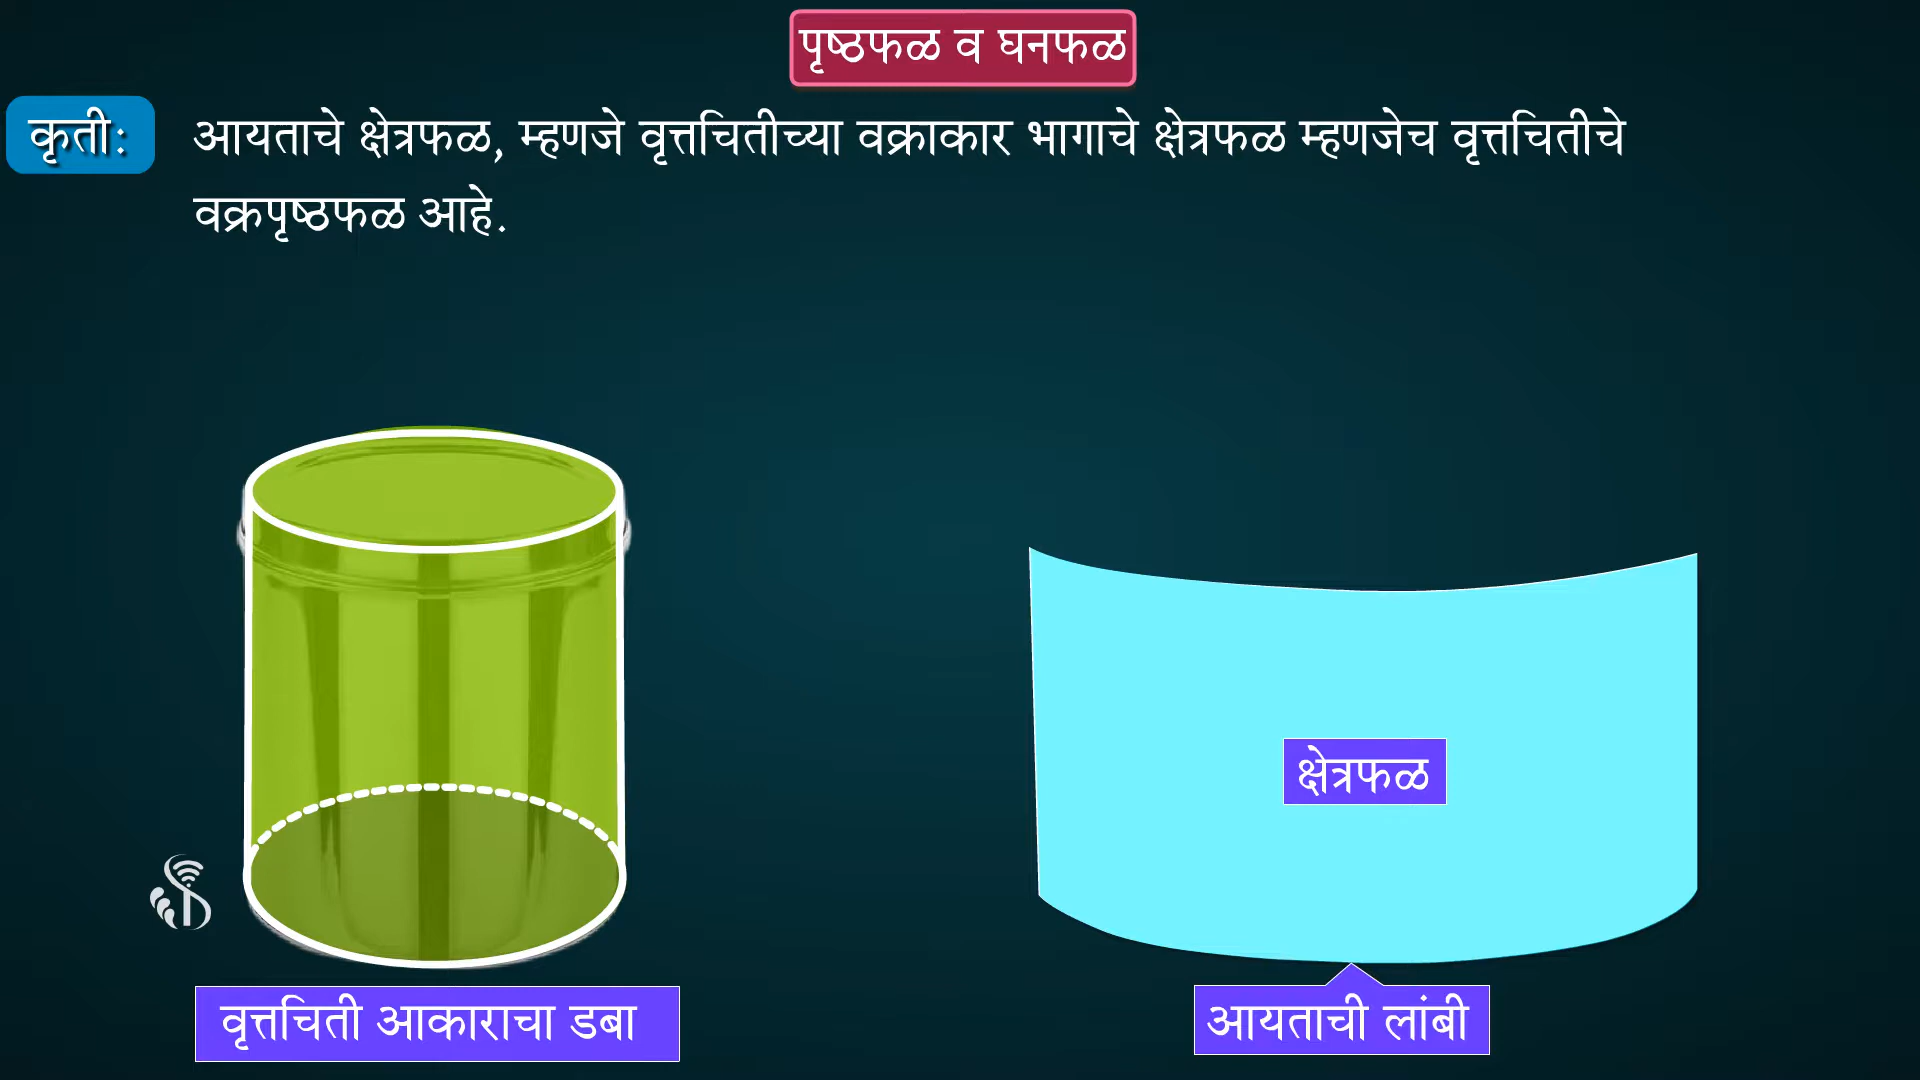 पृष्ठफळ व घनफळ
कृती: आयताचे क्षेत्रफळ, म्हणजे वृत्तचितीच्या वक्राकार भागाचे क्षेत्रफळ म्हणजेच वृत्तचितीचे
वक्रपृष्ठफळ आहे.
क्षेत्रफळ
वृत्तचिती आकाराचा डबा
आयताची लांबी